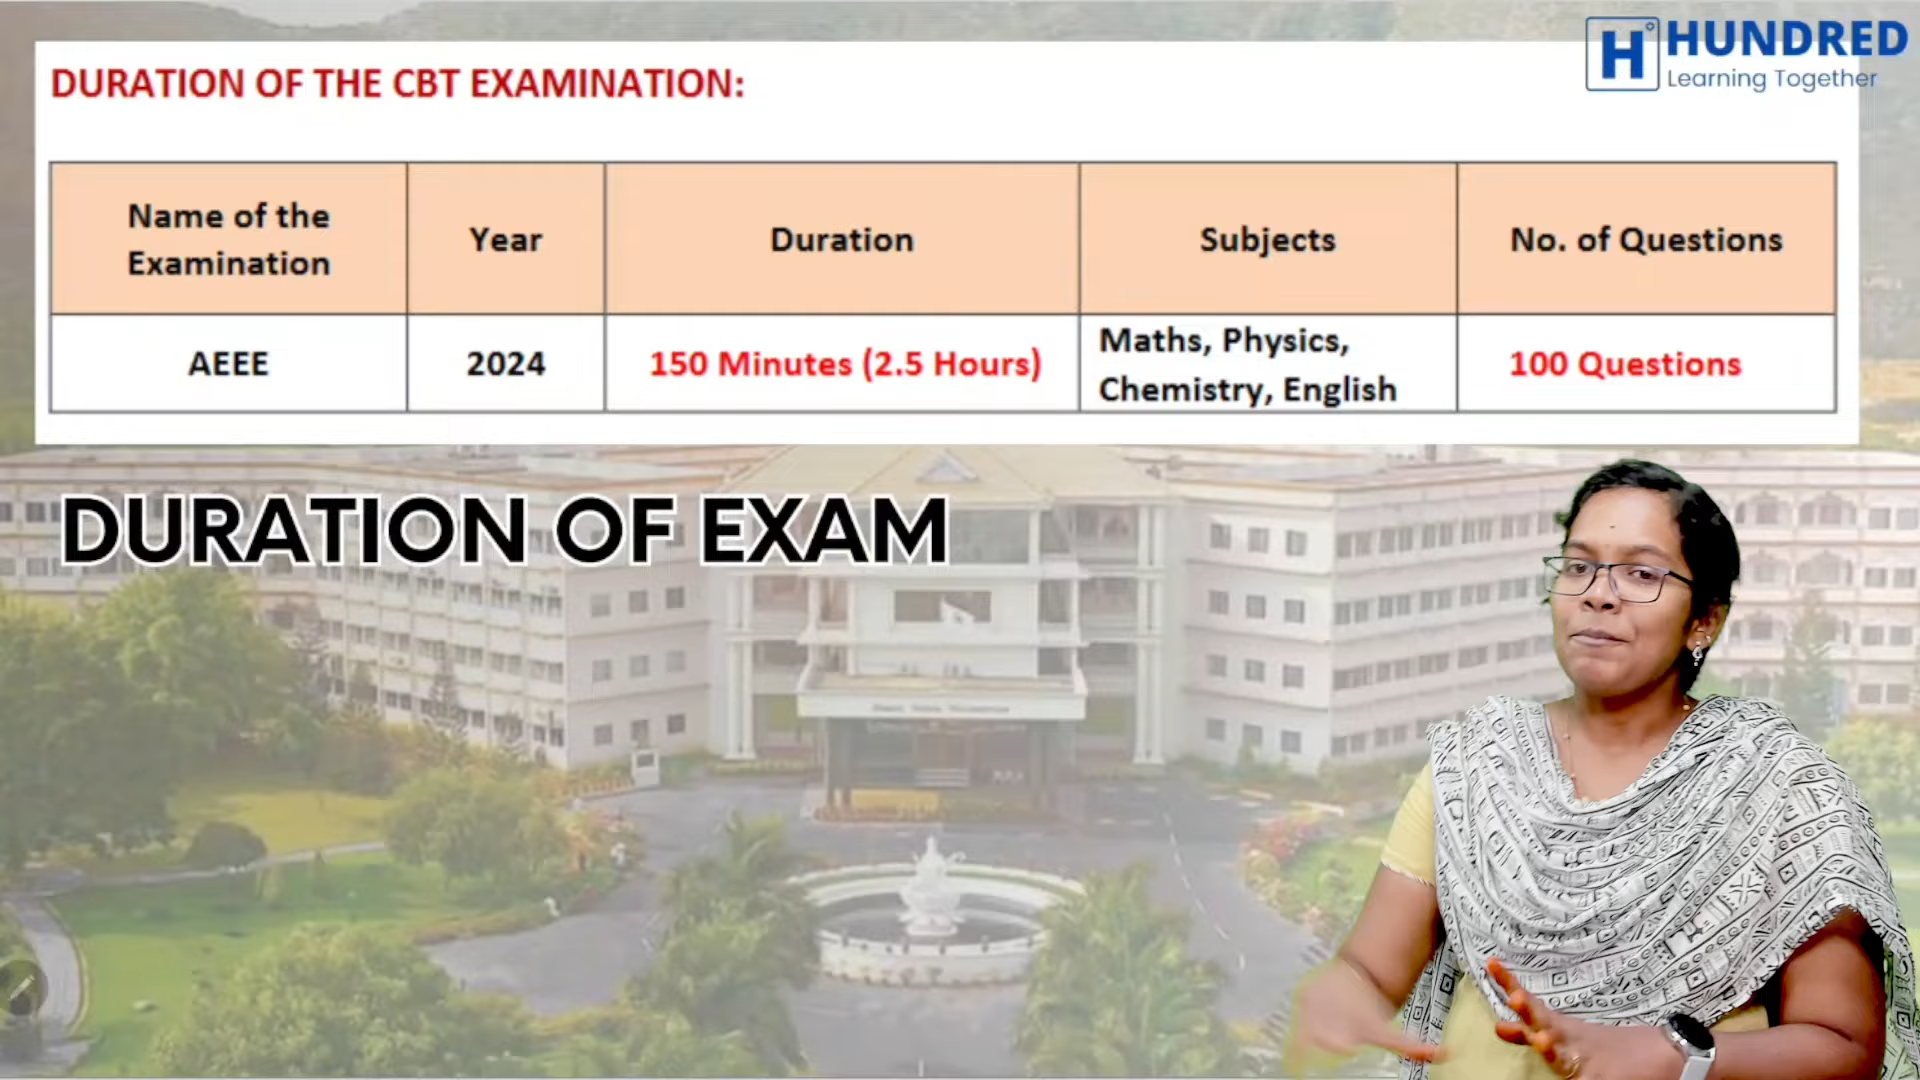 H HUNDRED
Learning Together
DURATION OF THE CBT EXAMINATION:
Name of the
Examination
Year
Duration
Subjects
No. of Questions
AEEE
2024
150 Minutes (2.5 Hours)
Maths, Physics,
Chemistry, English
100 Questions
DURATION OF EXAM